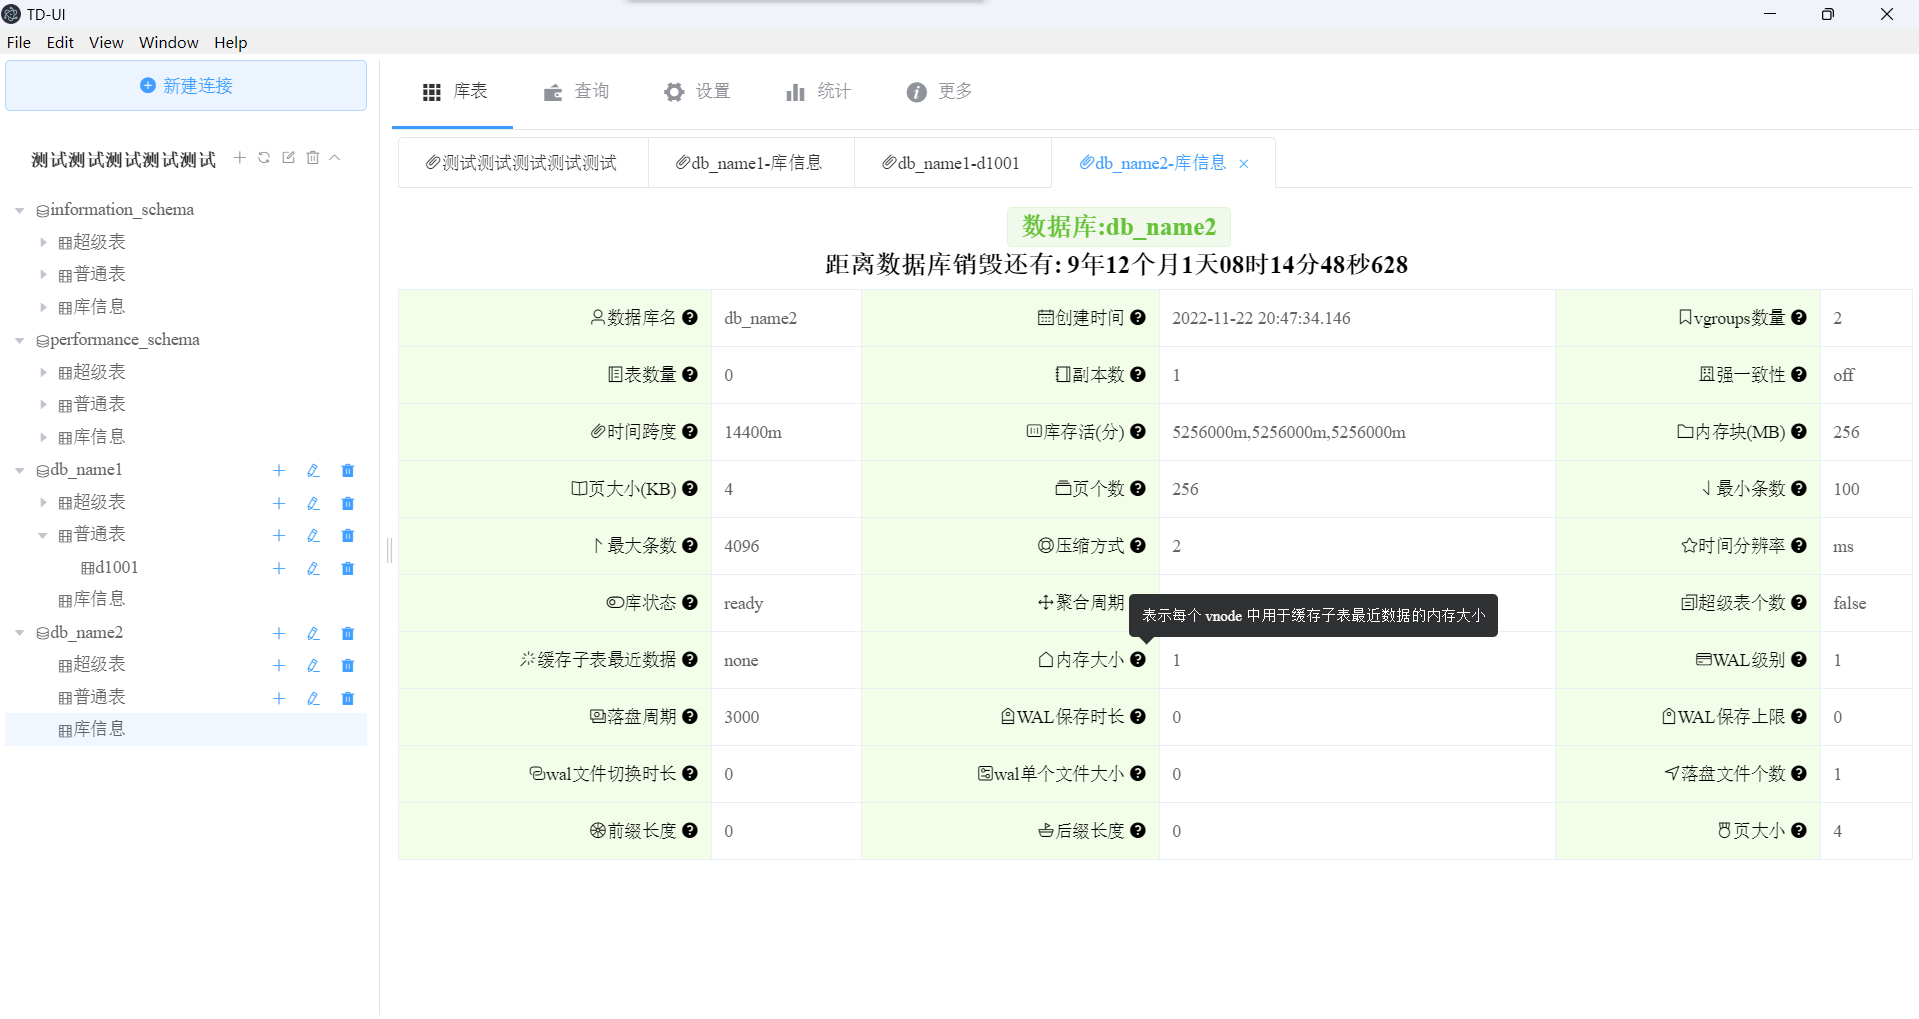 TD-UI
File Edit View Window Help
新建连接
库表 查询 设置 统计 更多
测试测试测试测试测试
测试测试测试测试测试 db_name1-库信息 db_name1-d1001 db_name2-库信息
information_schema
超级表
普通表
库信息
performance_schema
超级表
普通表
库信息
db_name1
超级表
普通表
d1001
库信息
db_name2
超级表
普通表
库信息
数据库:db_name2
距离数据库销毁还有: 9年12个月1天08时14分48秒628
数据库名 db_name2 创建时间 2022-11-22 20:47:34.146 vgroups数量 2
表数量 0 副本数 1 强一致性 off
时间跨度 14400m 库存活(分) 5256000m,5256000m,5256000m 内存块(MB) 256
页大小(KB) 4 页个数 256 最小条数 100
最大条数 4096 压缩方式 2 时间分辨率 ms
库状态 ready 聚合周期 超级表个数 false
表示每个 vnode 中用于缓存子表最近数据的内存大小
缓存子表最近数据 none 内存大小 1 WAL级别 1
落盘周期 3000 WAL保存时长 0 WAL保存上限 0
wal文件切换时长 0 wal单个文件大小 0 落盘文件个数 1
前缀长度 0 后缀长度 0 页大小 4